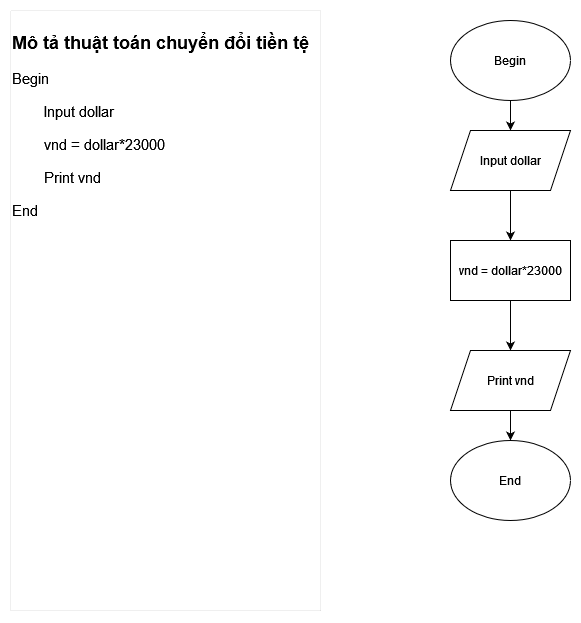 Mô tả thuật toán chuyển đổi tiền tệ
Begin
Input dollar
vnd = dollar*23000
Print vnd
End
Begin
Input dollar
vnd = dollar*23000
Print vnd
End